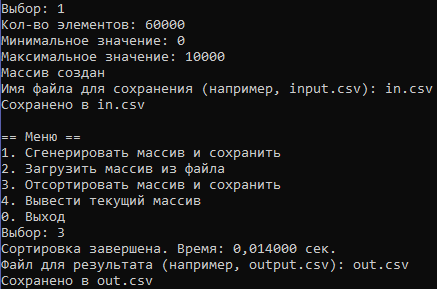 Выбор: 1
Кол-во элементов: 60000
Минимальное значение: 0
Максимальное значение: 10000
Массив создан
Имя файла для сохранения (например, input.csv): in.csv
Сохранено в in.csv
== Меню ==
1. Сгенерировать массив и сохранить
2. Загрузить массив из файла
3. Отсортировать массив и сохранить
4. Вывести текущий массив
0. Выход
Выбор: 3
Сортировка завершена. Время: 0,014000 сек.
Файл для результата (например, output.csv): out.csv
Сохранено в out.csv